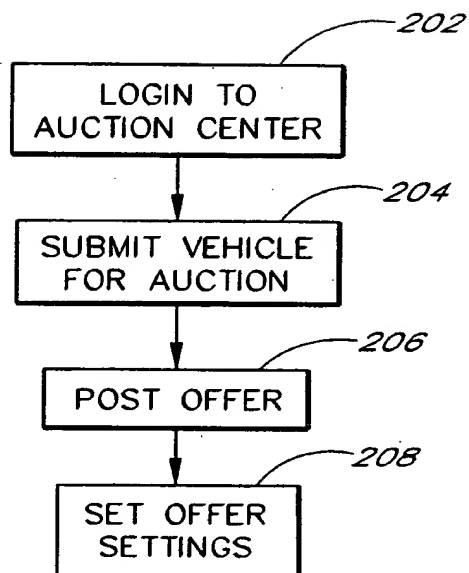 202
LOGIN TO
AUCTION CENTER
204
SUBMIT VEHICLE
FOR AUCTION
206
POST OFFER
208
SET OFFER
SETTINGS